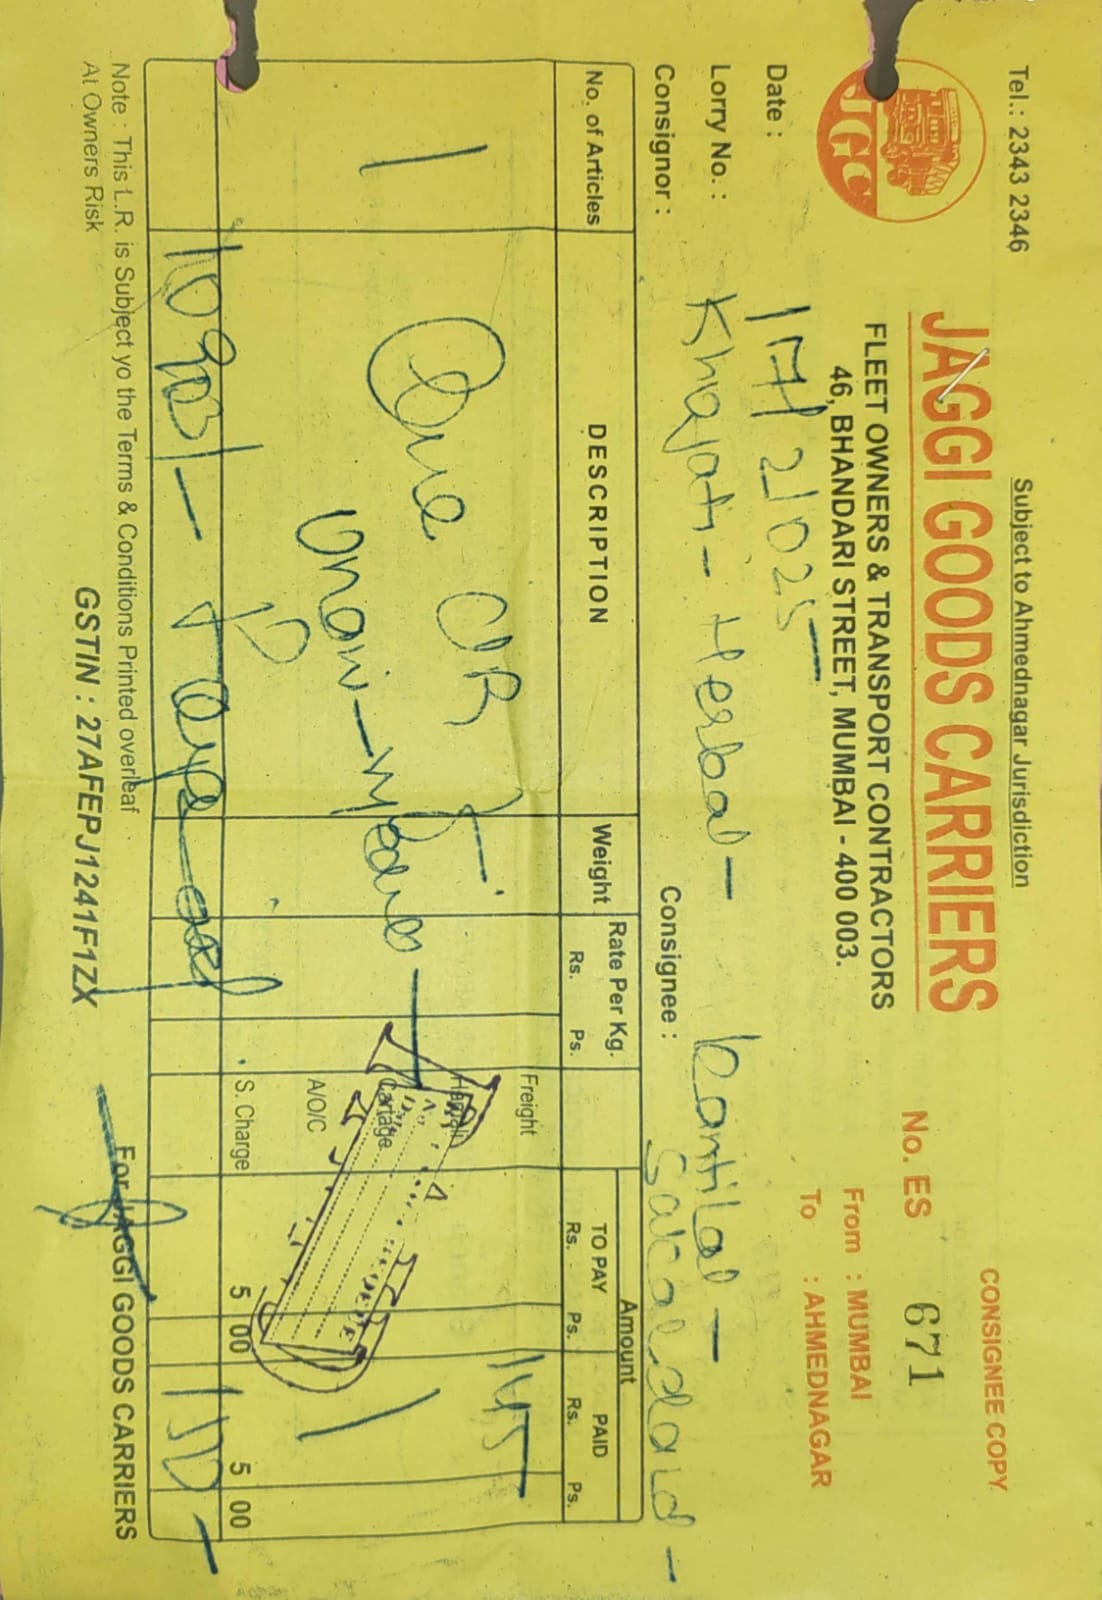 Subject to Ahmednagar Jurisdiction
CONSIGNEE COPY
Tel.: 2343 2346
JAGGI GOODS CARRIERS
JGC
FLEET OWNERS & TRANSPORT CONTRACTORS
46, BHANDARI STREET, MUMBAI - 400 003.
No. ES 671
From : MUMBAI
To : AHMEDNAGAR
Date : 17/2/025
Lorry No. :
Consignor : Khyati - Herbal - Consignee : Kantilal -
No. of Articles DESCRIPTION Weight Rate Per Kg. Amount
Rs. Ps. TO PAY PAID
Rs. Ps. Rs. Ps.
1 One Freight 145
Hamali
Cartage
A/O/C
S. Charge 5 00 5 00
150 -
Note : This L.R. is Subject yo the Terms & Conditions Printed overleaf
At Owners Risk
GSTIN : 27AFEPJ1241F1ZX
For JAGGI GOODS CARRIERS